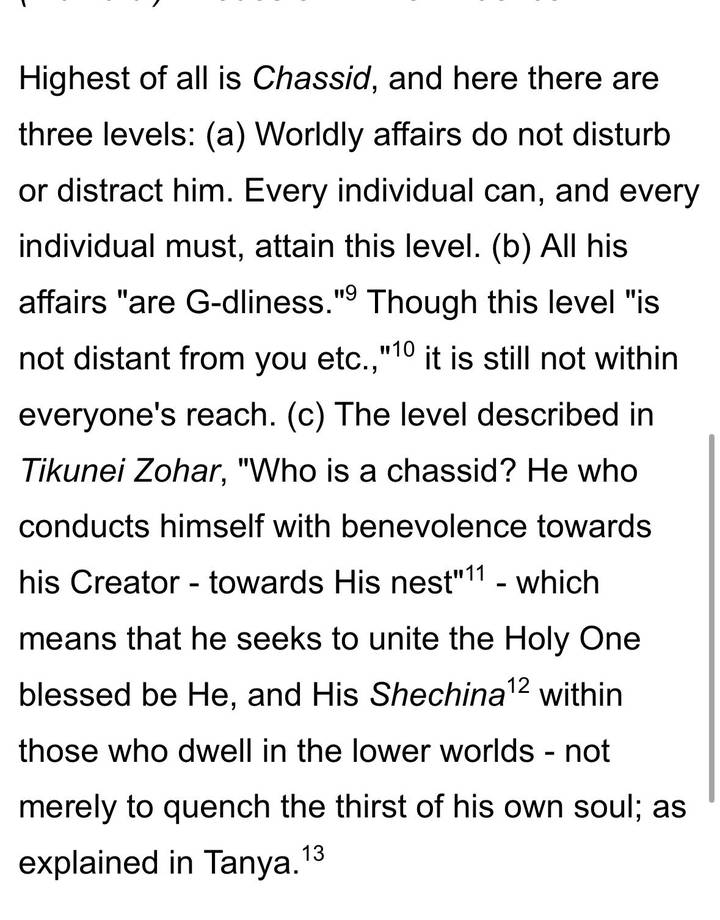 Highest of all is Chassid, and here there are
three levels: (a) Worldly affairs do not disturb
or distract him. Every individual can, and every
individual must, attain this level. (b) All his
affairs "are G-dliness."⁹ Though this level "is
not distant from you etc.,"¹⁰ it is still not within
everyone's reach. (c) The level described in
Tikunei Zohar, "Who is a chassid? He who
conducts himself with benevolence towards
his Creator - towards His nest"¹¹ - which
means that he seeks to unite the Holy One
blessed be He, and His Shechina¹² within
those who dwell in the lower worlds - not
merely to quench the thirst of his own soul; as
explained in Tanya.¹³